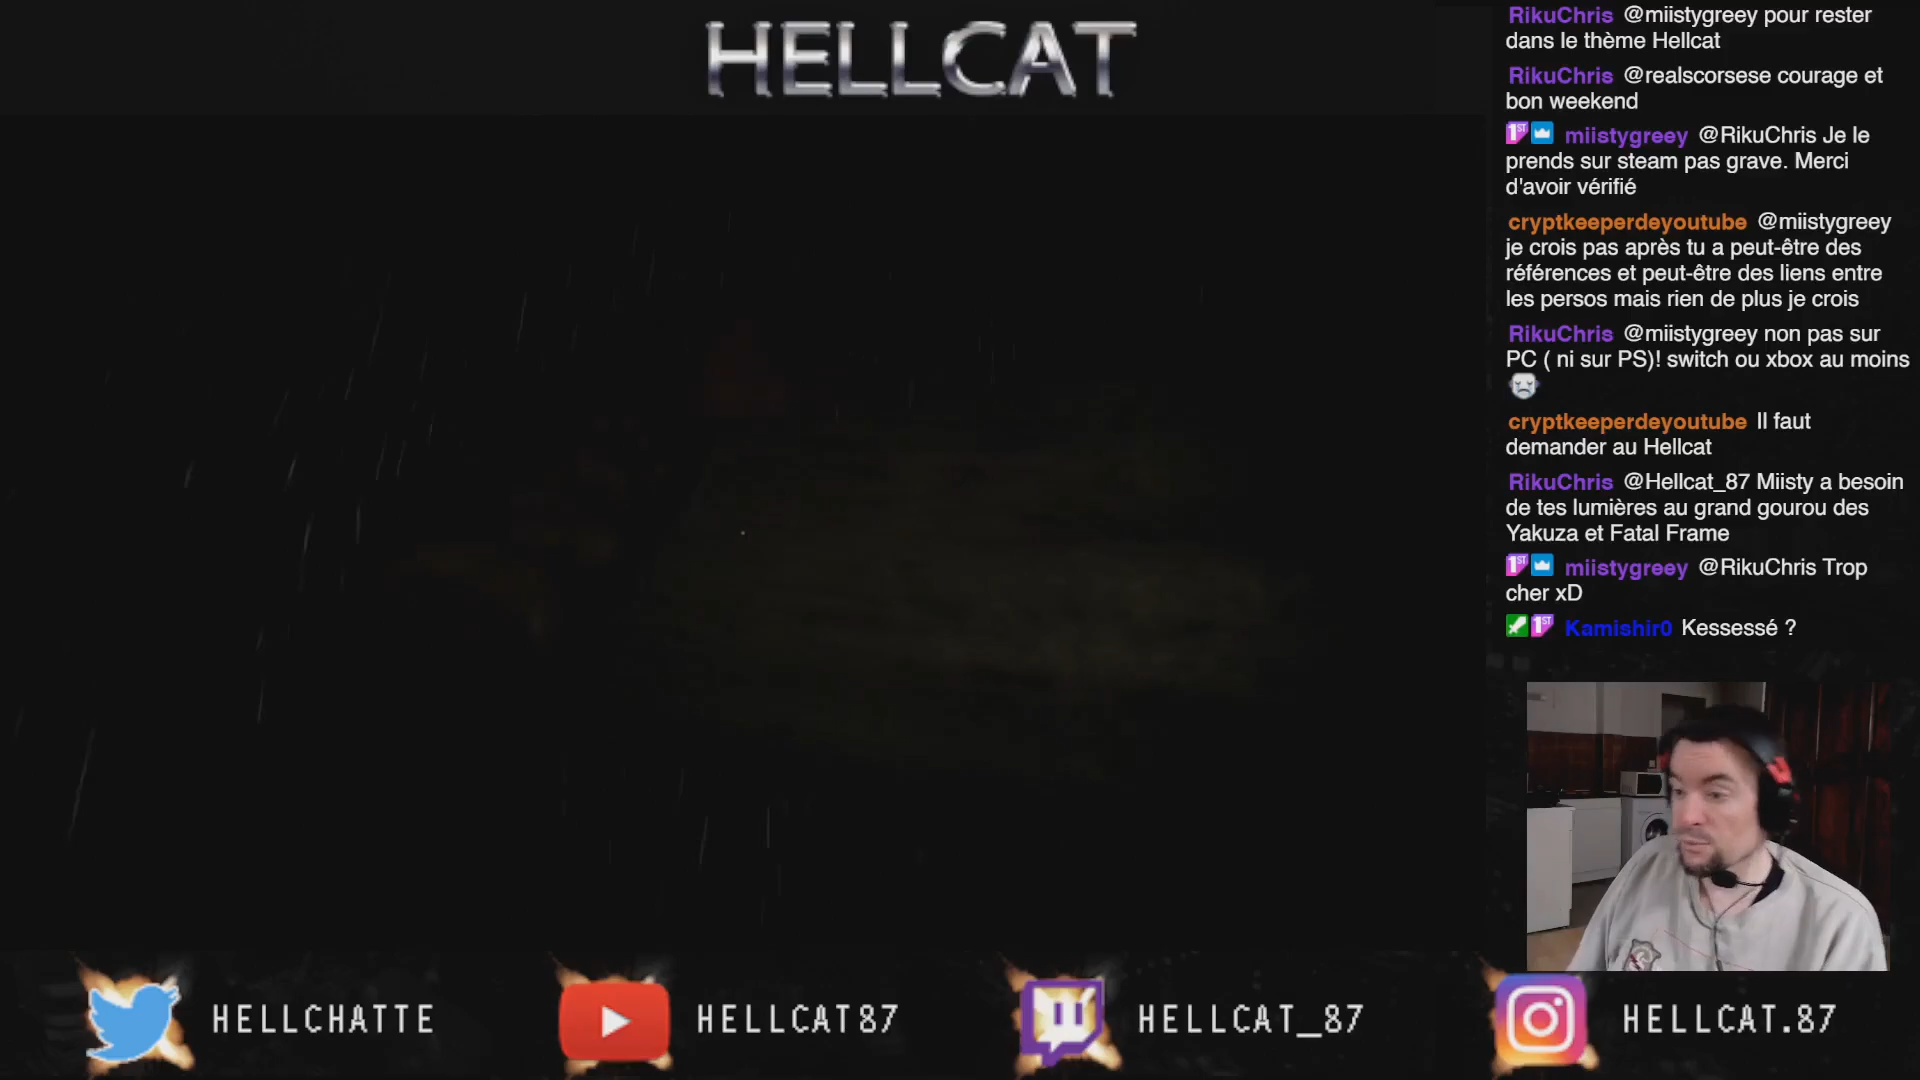 HELLCAT
RikuChris @miistygreey pour rester
dans le thème Hellcat
RikuChris @realscorsese courage et
bon weekend
1ST miistygreey @RikuChris Je le
prends sur steam pas grave. Merci
d'avoir vérifié
cryptkeeperdeyoutube @miistygreey
je crois pas après tu a peut-être des
références et peut-être des liens entre
les persos mais rien de plus je crois
RikuChris @miistygreey non pas sur
PC ( ni sur PS)! switch ou xbox au moins
cryptkeeperdeyoutube Il faut
demander au Hellcat
RikuChris @Hellcat_87 Miisty a besoin
de tes lumières au grand gourou des
Yakuza et Fatal Frame
1ST miistygreey @RikuChris Trop
cher xD
1ST Kamishir0 Kessessé ?
HELLCHATTE
HELLCAT87
HELLCAT_87
HELLCAT.87